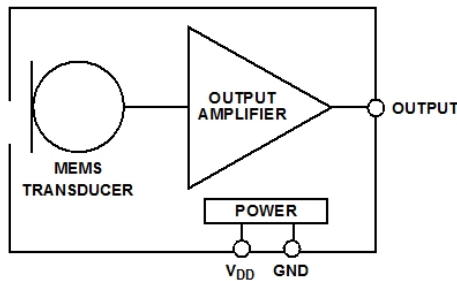 OUTPUT
AMPLIFIER
OUTPUT
MEMS
TRANSDUCER
POWER
VDD GND